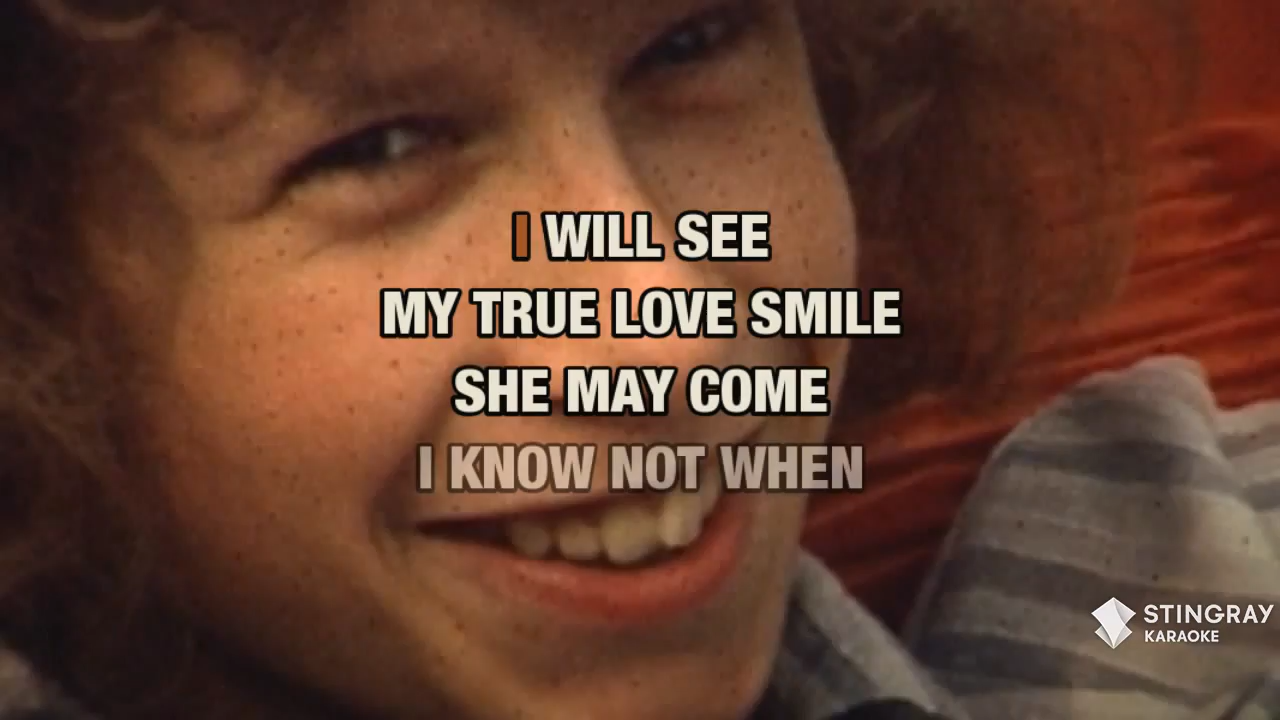 I WILL SEE
MY TRUE LOVE SMILE
SHE MAY COME
I KNOW NOT WHEN
STINGRAY
KARAOKE